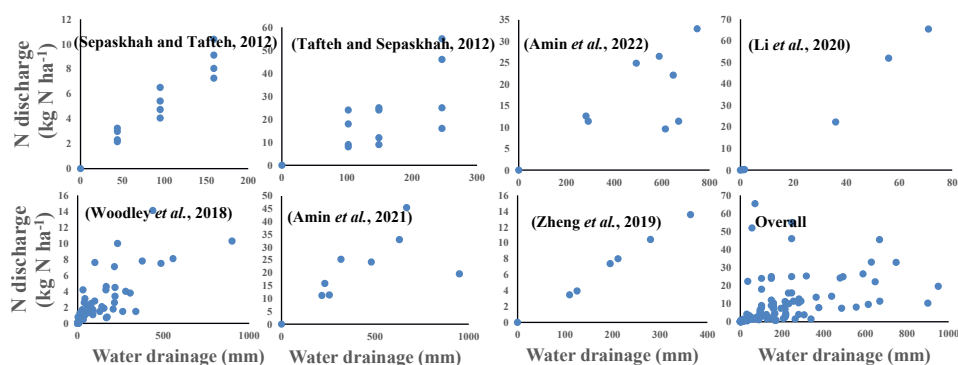 N discharge
(kg N ha⁻¹)
(Sepaskhah and Tafteh, 2012)
12
10
8
6
4
2
0
0 50 100 150 200
(Tafteh and Sepaskhah, 2012)
60
50
40
30
20
10
0
0 100 200 300
(Amin et al., 2022)
35
30
25
20
15
10
5
0
0 200 400 600 800
(Li et al., 2020)
70
60
50
40
30
20
10
0
0 20 40 60 80
N discharge
(kg N ha⁻¹)
(Woodley et al., 2018)
16
14
12
10
8
6
4
2
0
0 500 1000
Water drainage (mm)
(Amin et al., 2021)
50
45
40
35
30
25
20
15
10
5
0
0 500 1000
Water drainage (mm)
(Zheng et al., 2019)
16
14
12
10
8
6
4
2
0
0 100 200 300 400
Water drainage (mm)
Overall
70
60
50
40
30
20
10
0
0 200 400 600 800 1000
Water drainage (mm)